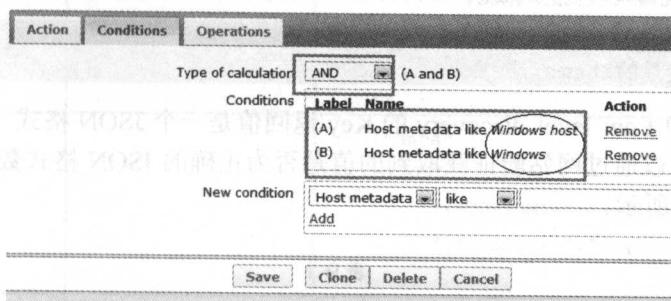 Action Conditions Operations
Type of calculation AND (A and B)
Conditions Label Name Action
(A) Host metadata like Windows host Remove
(B) Host metadata like Windows Remove
New condition Host metadata like
Add
Save Clone Delete Cancel